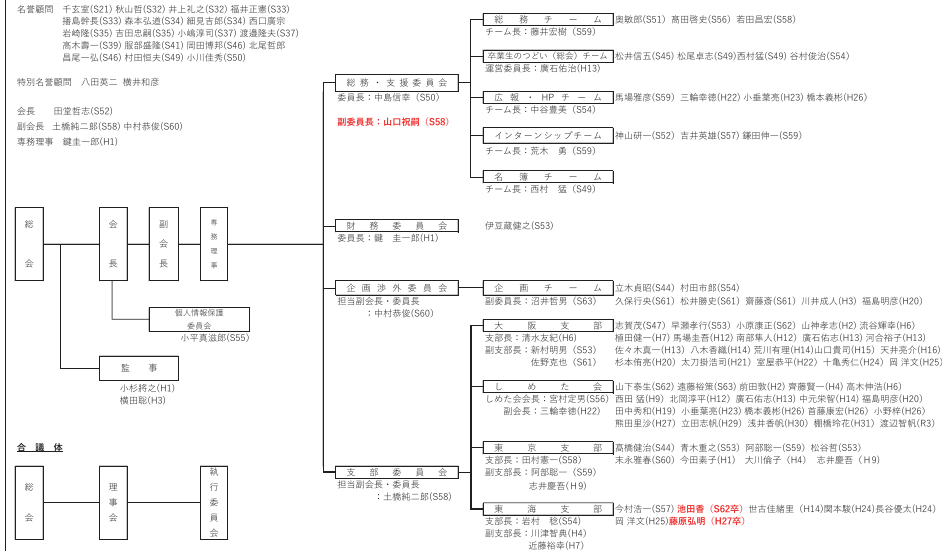 名誉顧問　千玄室(S21) 秋山哲(S32) 井上礼之(S32) 福井正憲(S33)
播島幹長(S33) 森本弘道(S34) 細見吉郎(S34) 西口廣宗
岩崎隆(S35) 吉田忠嗣(S35) 小嶋淳司(S37) 渡邉隆夫(S37)
高木壽一(S39) 服部盛隆(S41) 岡田博邦(S46) 北尾哲郎
昌尾一弘(S46) 村田恒夫(S49) 小川佳秀(S50)
特別名誉顧問　八田英二 横井和彦
会長　田堂哲志(S52)
副会長　土橋純二郎(S58) 中村恭俊(S60)
専務理事　鍵圭一郎(H1)
総会
会長
副会長
専務理事
個人情報保護
委員会
小平真滋郎(S55)
監事
小杉將之(H1)
横田聡(H3)
合議体
総会
理事会
執行委員会
総務・支援委員会
委員長：中島信幸（S50）
副委員長：山口祝嗣（S58）
総務チーム
チーム長：藤井宏樹（S59）
奥敏郎(S51) 髙田啓史(S56) 若田昌宏(S58)
卒業生のつどい（総会）チーム
運営委員長：廣石佑治(H13)
松井信五(S45) 松尾卓志(S49)西村猛(S49) 谷村俊治(S54)
広報・HPチーム
チーム長：中谷豊美（S54）
馬場雅彦(S59) 三輪幸徳(H22) 小垂葉亮(H23) 橋本義彬(H26)
インターンシップチーム
チーム長：荒木　勇（S59）
神山研一(S52) 吉井英雄(S57) 鎌田伸一(S59)
名簿チーム
チーム長：西村　猛（S49）
財務委員会
委員長：鍵　圭一郎(H1)
伊豆蔵健之(S53)
企画渉外委員会
担当副会長・委員長
：中村恭俊(S60)
企画チーム
副委員長：沼井哲男（S63）
立木貞昭(S44) 村田市郎(S54)
久保行央(S61) 松井勝史(S61) 齋藤斎(S61) 川井成人(H3) 福島明彦(H20)
支部委員会
担当副会長・委員長
：土橋純二郎(S58)
大阪支部
支部長：清水友紀(H6)
副支部長：新村明男（S53）
佐野克也（S61）
志賀茂(S47) 早瀬孝行(S53) 小原康正(S62) 山神孝志(H2) 流谷輝幸(H6)
植田健一(H7) 馬場圭吾(H12) 南部隼人(H12) 廣石佑志(H13) 河合裕子(H13)
佐々木真一(H13) 八木香織(H14) 荒川有理(H14)山口貴司(H15) 天井亮介(H16)
杉本侑亮(H20) 太刀掛浩司(H21) 室屋恭平(H22) 十亀秀仁(H24) 岡 洋文(H25)
しめた会
しめた会会長：宮村定男(S56)
副会長：三輪幸徳(H22)
山下泰生(S62) 遠藤裕策(S63) 前田敦(H2) 齊藤賢一(H4) 高木伸浩(H6)
西田 猛(H9) 北岡淳平(H12) 廣石佑志(H13) 中元栄智(H14) 福島明彦(H20)
田中秀和(H19) 小垂葉亮(H23) 橋本義彬(H26) 首藤康宏(H26) 小野梓(H26)
熊田里沙(H27) 立田志帆(H29) 浅井香帆(H30) 棚橋玲花(H31) 渡辺智帆(R3)
東京支部
支部長：田村憲一(S58)
副支部長：阿部総一（S59）
志井慶吾（H9）
髙橋健治(S44) 青木重之(S53) 阿部総一(S59) 松谷哲(S53)
末永雅春(S60) 今田素子(H1)　大川倫子（H4）　志井慶吾（H9）
東海支部
支部長：岩村　稔(S54)
副支部長：川津智典(H4)
近藤裕幸(H7)
今村浩一(S57) 池田香（S62卒）世古佳緒里（H14)関本駿(H24)長谷優太(H24)
岡 洋文(H25)藤原弘明（H27卒）